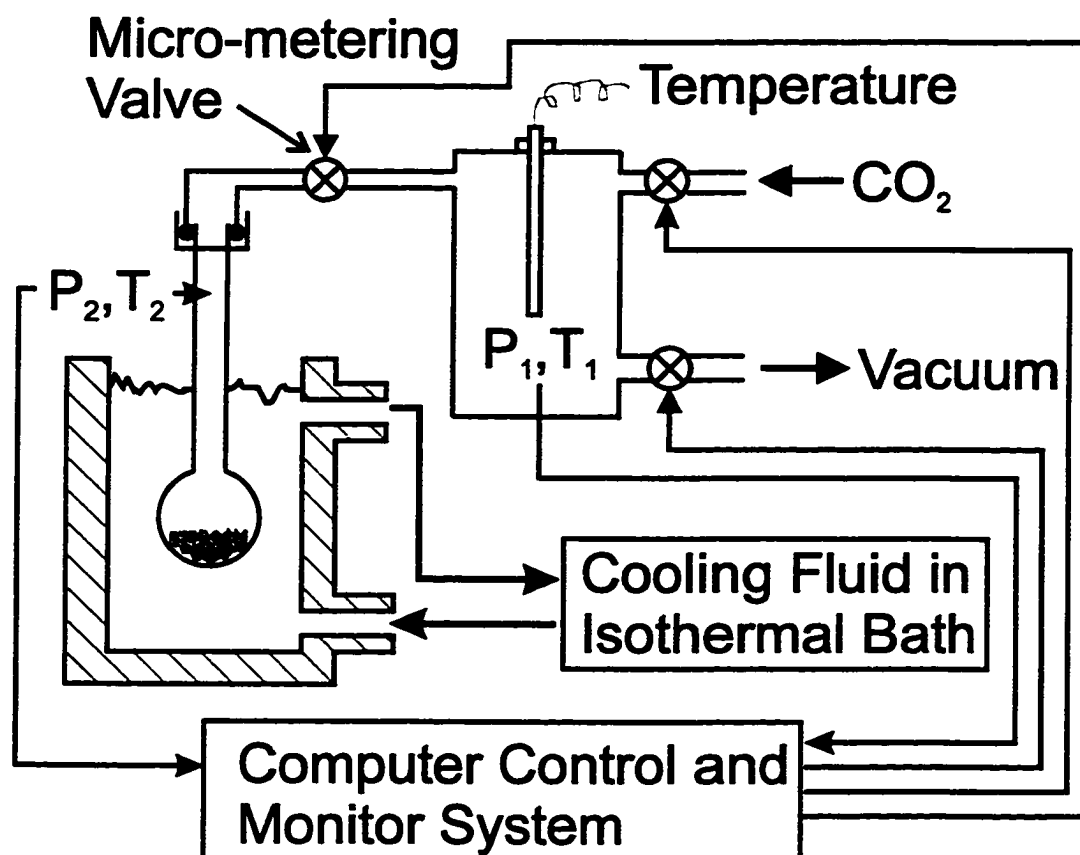 Micro-metering
Valve
Temperature
CO₂
P₂,T₂
P₁,T₁
Vacuum
Cooling Fluid in
Isothermal Bath
Computer Control and
Monitor System